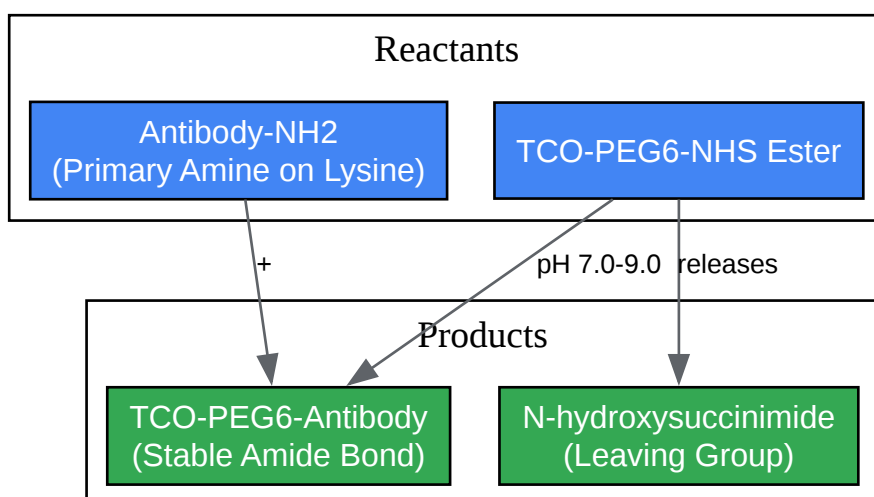 Reactants
Antibody-NH2
(Primary Amine on Lysine)
TCO-PEG6-NHS Ester
+
pH 7.0-9.0
releases
Products
TCO-PEG6-Antibody
(Stable Amide Bond)
N-hydroxysuccinimide
(Leaving Group)